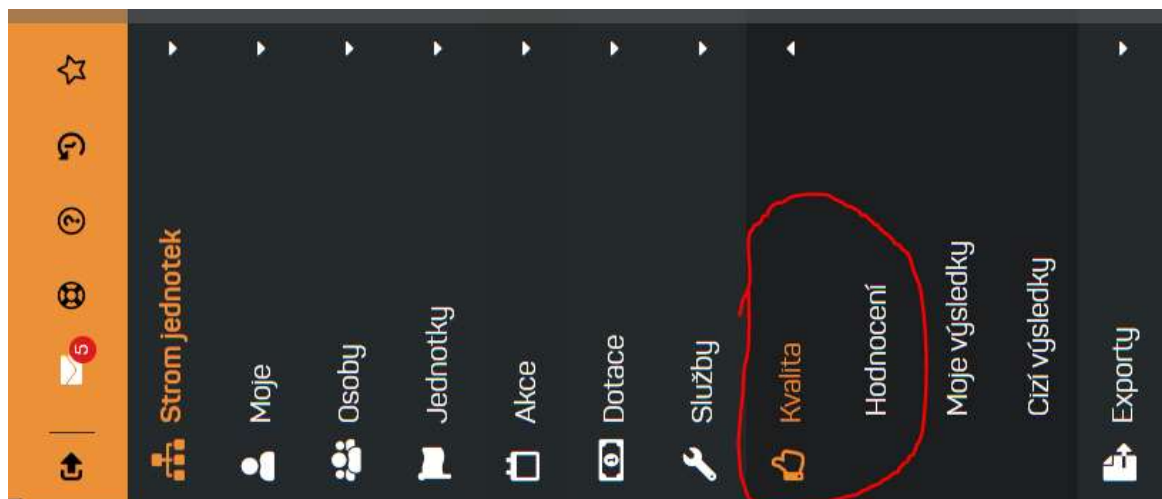 5
Strom jednotek
Moje
Osoby
Jednotky
Akce
Dotace
Služby
Kvalita
Hodnocení
Moje výsledky
Cizí výsledky
Exporty